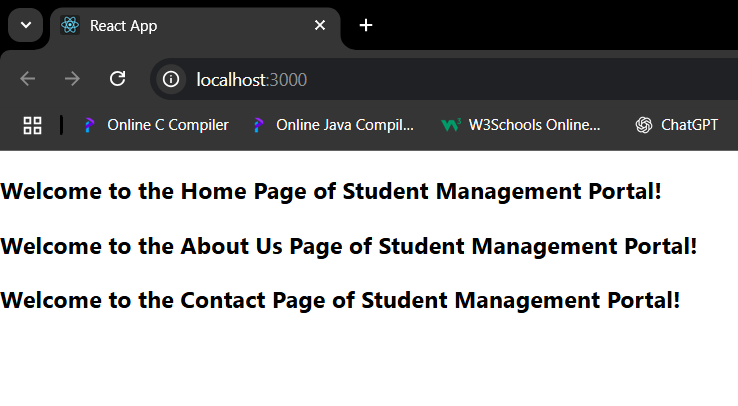 React App
localhost:3000
Online C Compiler
Online Java Compil...
W3Schools Online...
ChatGPT
Welcome to the Home Page of Student Management Portal!
Welcome to the About Us Page of Student Management Portal!
Welcome to the Contact Page of Student Management Portal!